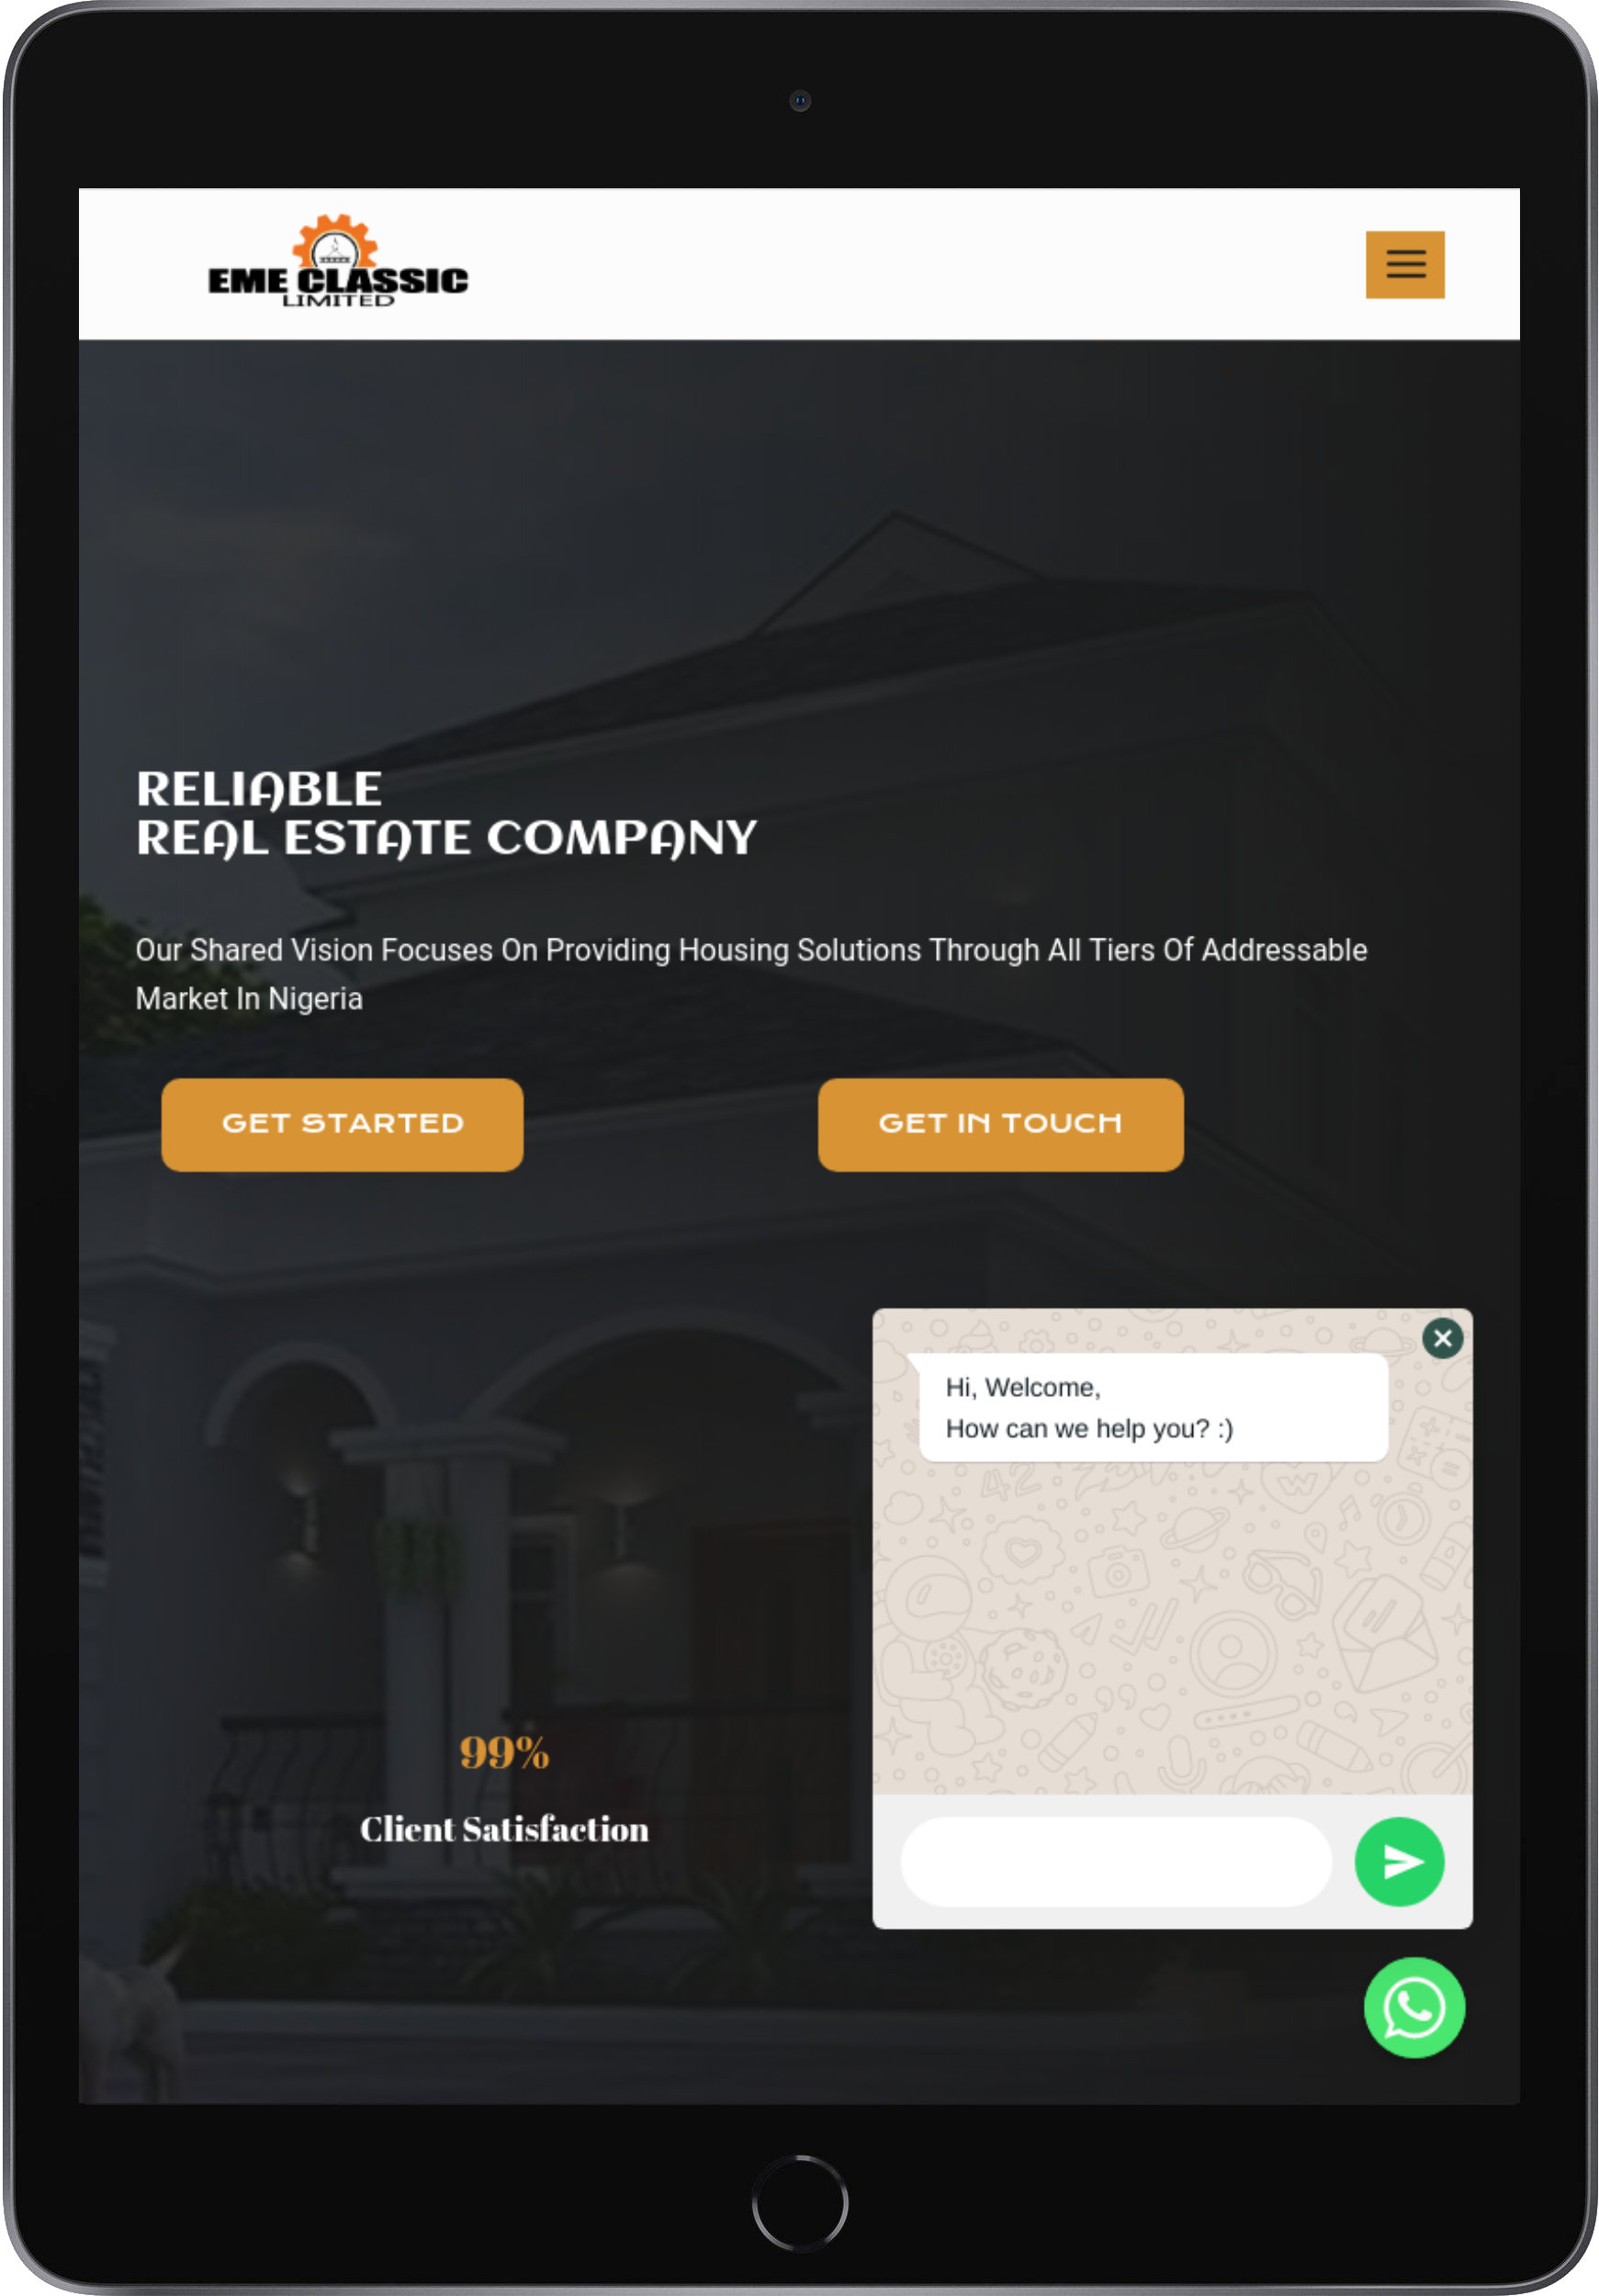 EME CLASSIC
LIMITED
RELIABLE
REAL ESTATE COMPANY
Our Shared Vision Focuses On Providing Housing Solutions Through All Tiers Of Addressable
Market In Nigeria
GET STARTED
GET IN TOUCH
Hi, Welcome,
How can we help you? :)
99%
Client Satisfaction